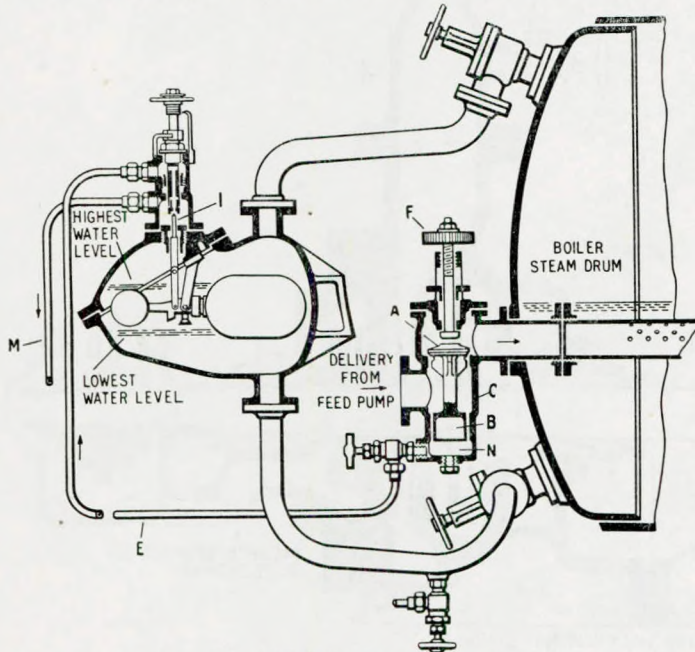 I
HIGHEST
WATER
LEVEL
F
BOILER
STEAM DRUM
A
M
LOWEST
WATER LEVEL
DELIVERY
FROM
FEED PUMP
C
B
N
E